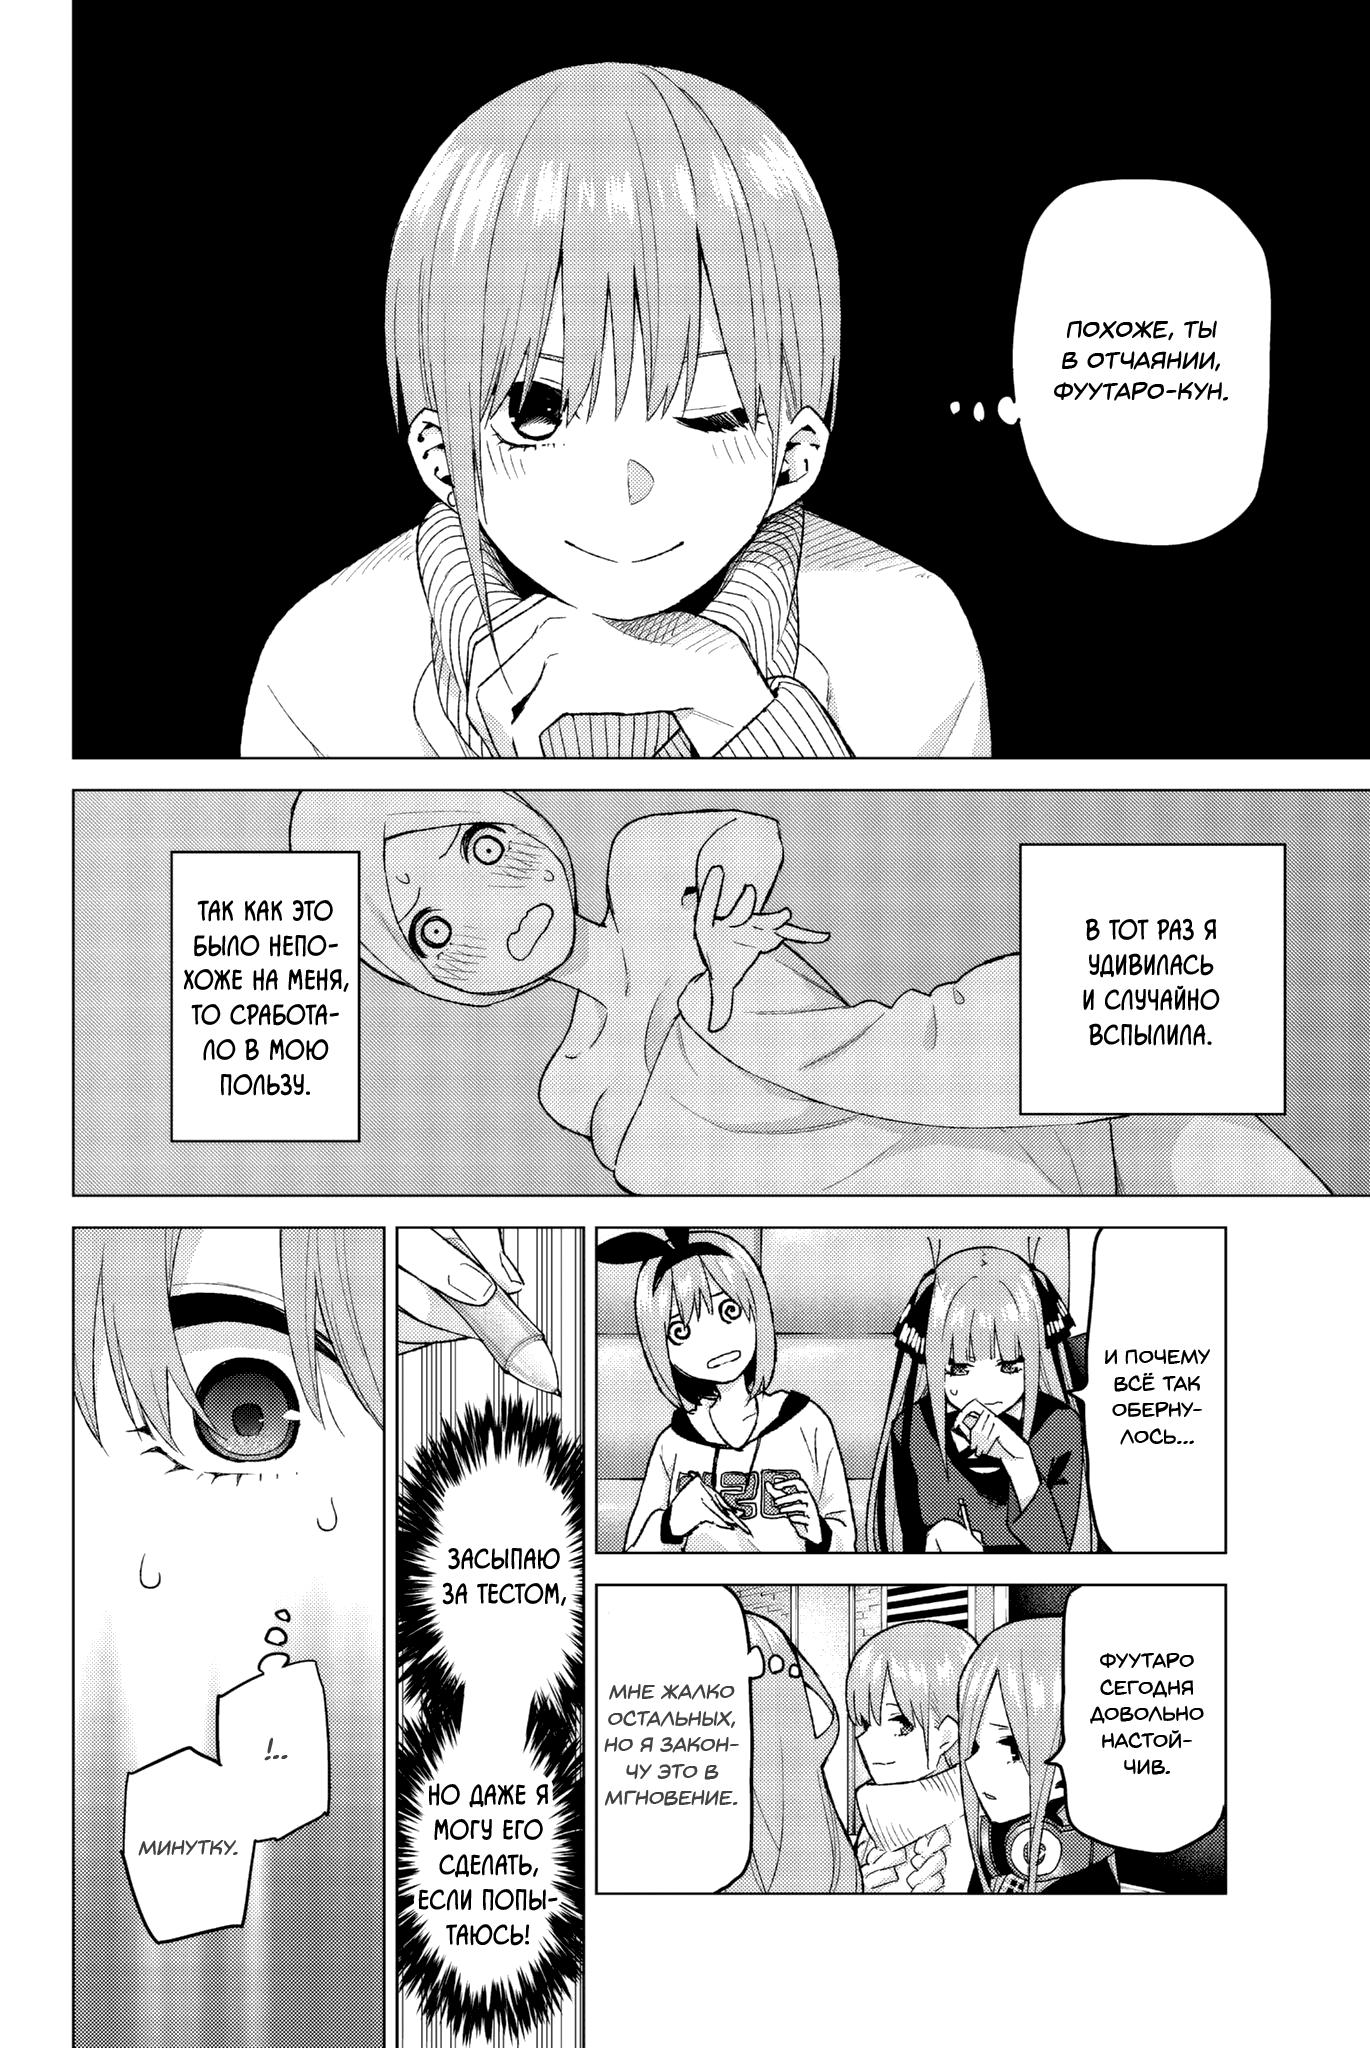 ПОХОЖЕ, ТЫ
В ОТЧАЯНИИ,
ФУУТАРО-КУН.
В ТОТ РАЗ Я
УДИВИЛАСЬ
И СЛУЧАЙНО
ВСПЫЛИЛА.
ТАК КАК ЭТО
БЫЛО НЕПО-
ХОЖЕ НА МЕНЯ,
ТО СРАБОТА-
ЛО В МОЮ
ПОЛЬЗУ.
И ПОЧЕМУ
ВСЁ ТАК
ОБЕРНУ-
ЛОСЬ...
ФУУТАРО
СЕГОДНЯ
ДОВОЛЬНО
НАСТОЙ-
ЧИВ.
МНЕ ЖАЛКО
ОСТАЛЬНЫХ,
НО Я ЗАКОН-
ЧУ ЭТО В
МГНОВЕНИЕ.
ЗАСЫПАЮ
ЗА ТЕСТОМ,
НО ДАЖЕ Я
МОГУ ЕГО
СДЕЛАТЬ,
ЕСЛИ ПОПЫ-
ТАЮСЬ!
!..
МИНУТКУ.